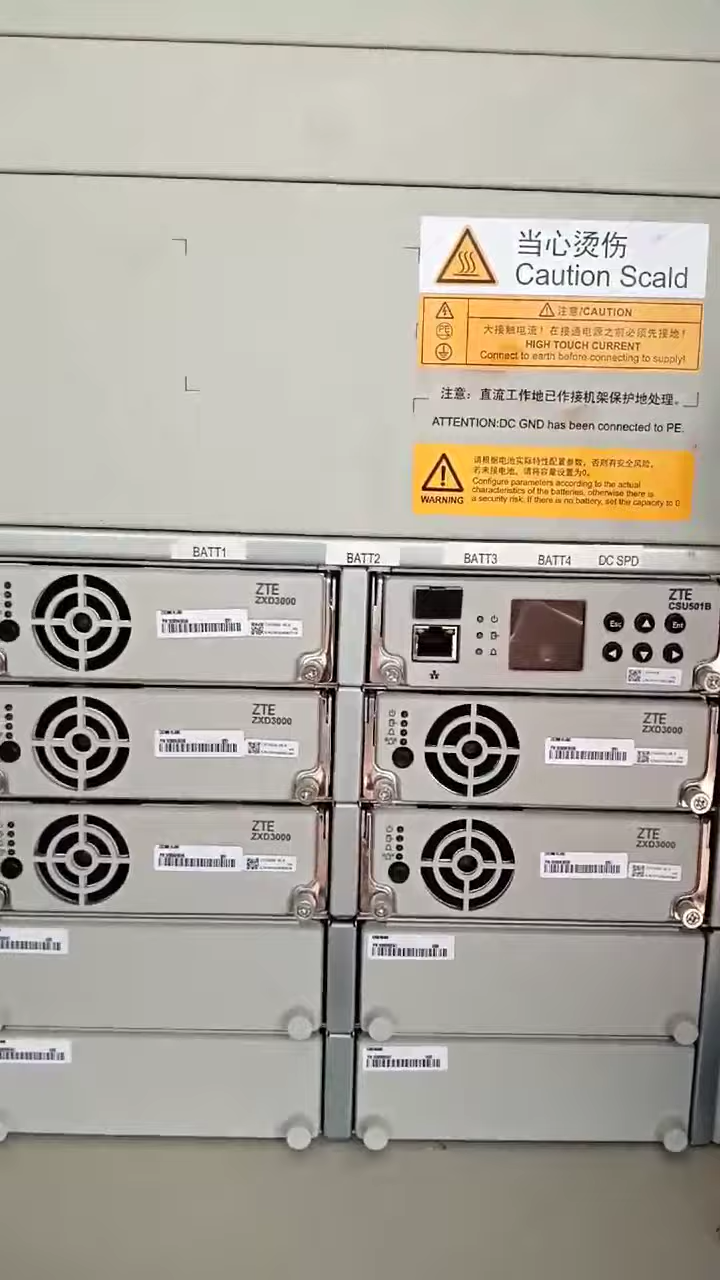 当心烫伤
Caution Scald
注意/CAUTION
大接触电流！在接通电源之前必须先接地！
HIGH TOUCH CURRENT
Connect to earth before connecting to supply!
PE
注意：直流工作地已作接机架保护地处理。
ATTENTION:DC GND has been connected to PE.
请根据电池实际特性配置参数，否则有安全风险，
若未接电池，请将容量设置为0。
WARNING
Configure parameters according to the actual
characteristics of the batteries, otherwise there is
a security risk. If there is no battery, set the capacity to 0
BATT1
BATT2
BATT3
BATT4
DC SPD
ZTE
ZXD3000
ZTE
CSU501B
Esc
Ent
ZTE
ZXD3000
ZTE
ZXD3000
ZTE
ZXD3000
ZTE
ZXD3000